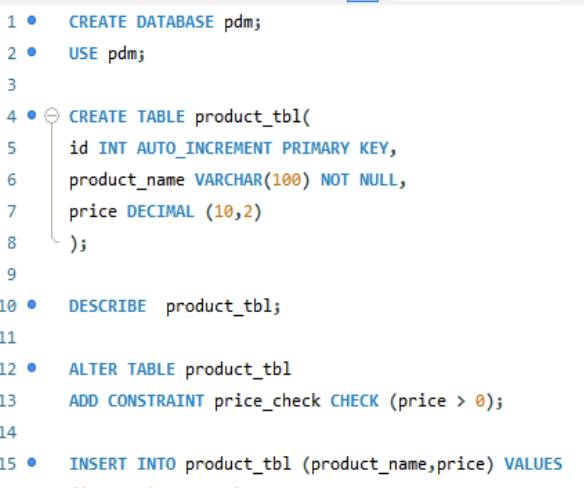 1 CREATE DATABASE pdm;
2 USE pdm;
3
4 CREATE TABLE product_tbl(
5 id INT AUTO_INCREMENT PRIMARY KEY,
6 product_name VARCHAR(100) NOT NULL,
7 price DECIMAL (10,2)
8 );
9
10 DESCRIBE  product_tbl;
11
12 ALTER TABLE product_tbl
13 ADD CONSTRAINT price_check CHECK (price > 0);
14
15 INSERT INTO product_tbl (product_name,price) VALUES